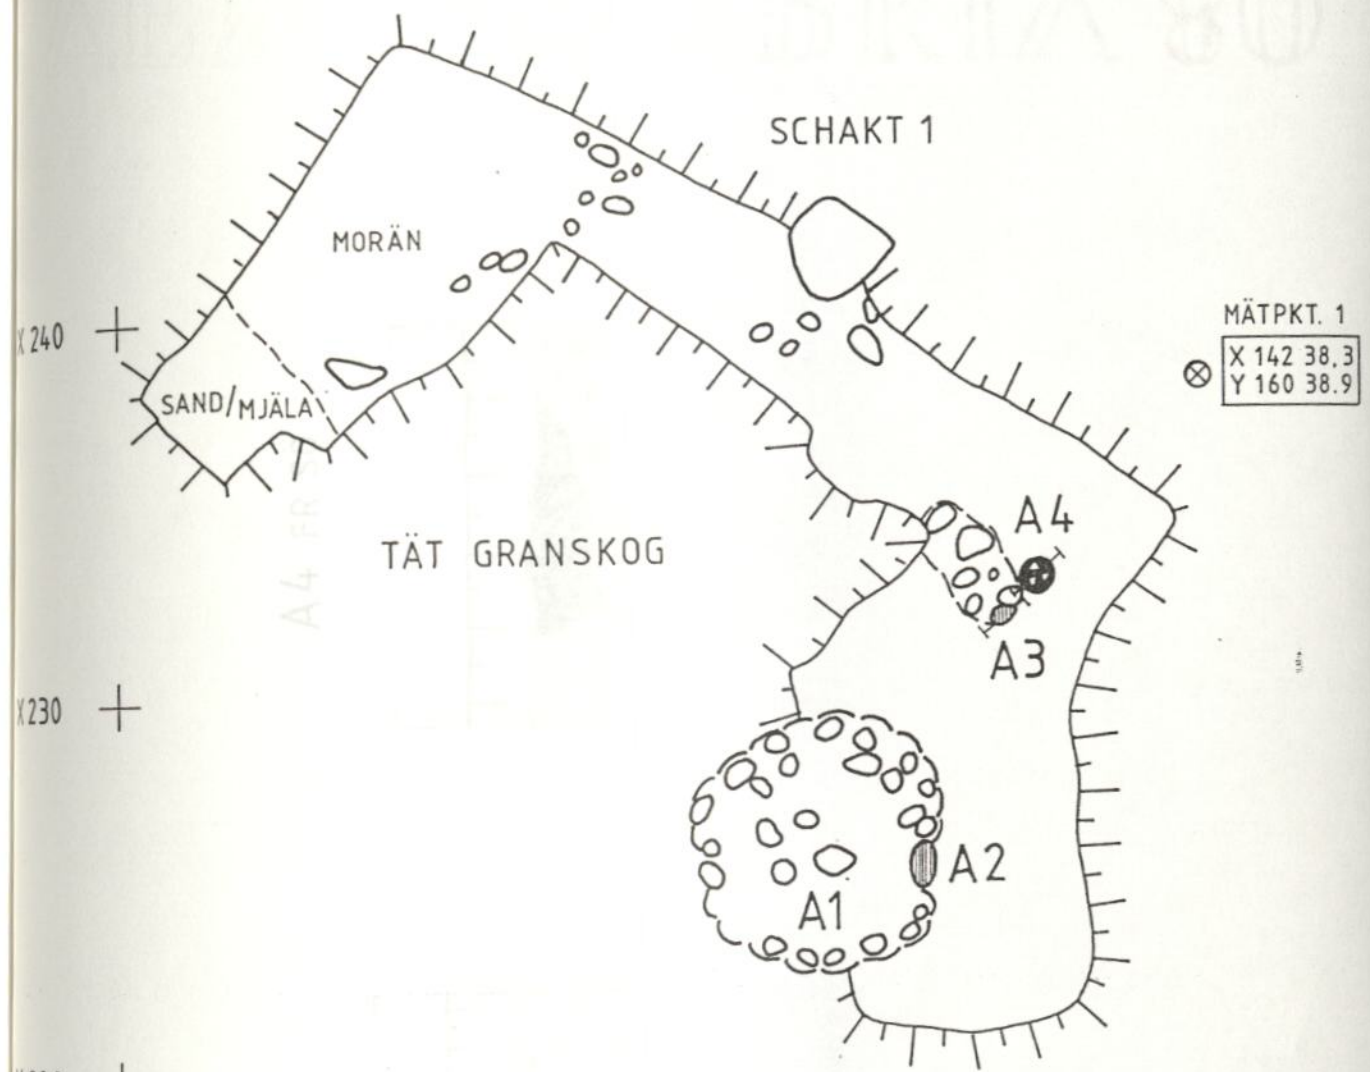 SCHAKT 1
MORÄN
X 240
MÄTPKT. 1
X 142 38,3
Y 160 38.9
SAND/MJÄLA
A4
TÄT GRANSKOG
A3
X 230
A2
A1